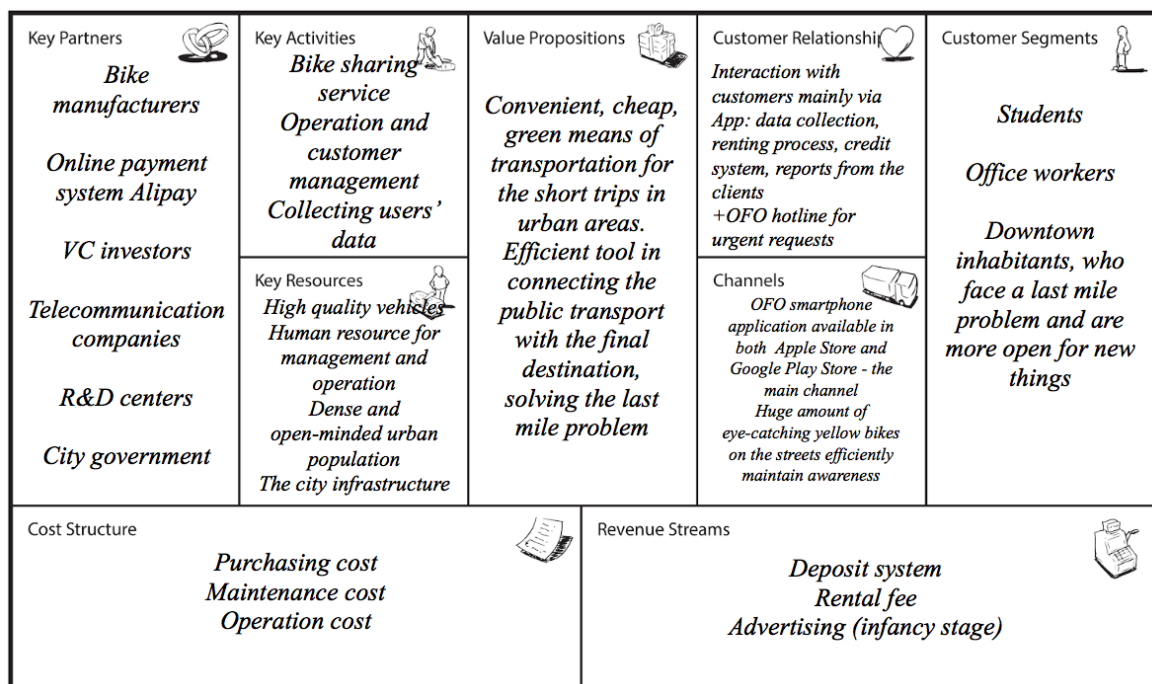 Key Partners
Bike
manufacturers
Online payment
system Alipay
VC investors
Telecommunication
companies
R&D centers
City government
Key Activities
Bike sharing
service
Operation and
customer
management
Collecting users’
data
Key Resources
High quality vehicles
Human resource for
management and
operation
Dense and
open-minded urban
population
The city infrastructure
Value Propositions
Convenient, cheap,
green means of
transportation for
the short trips in
urban areas.
Efficient tool in
connecting the
public transport
with the final
destination,
solving the last
mile problem
Customer Relationship
Interaction with
customers mainly via
App: data collection,
renting process, credit
system, reports from the
clients
+OFO hotline for
urgent requests
Channels
OFO smartphone
application available in
both Apple Store and
Google Play Store - the
main channel
Huge amount of
eye-catching yellow bikes
on the streets efficiently
maintain awareness
Customer Segments
Students
Office workers
Downtown
inhabitants, who
face a last mile
problem and are
more open for new
things
Cost Structure
Purchasing cost
Maintenance cost
Operation cost
Revenue Streams
Deposit system
Rental fee
Advertising (infancy stage)